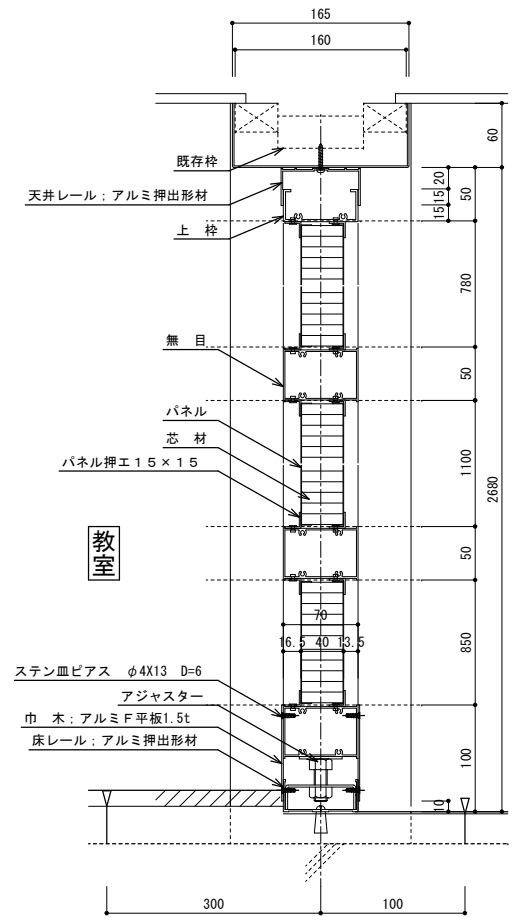 165
160
既存枠
天井レール；アルミ押出形材
上　枠
無　目
パネル
芯　材
パネル押エ１５×１５
教室
70
16.5 40 13.5
ステン皿ピアス　φ4X13　D=6
アジャスター
巾　木；アルミＦ平板1.5t
床レール；アルミ押出形材
60
20
15
15
50
780
50
1100
50
850
100
10
2680
300
100